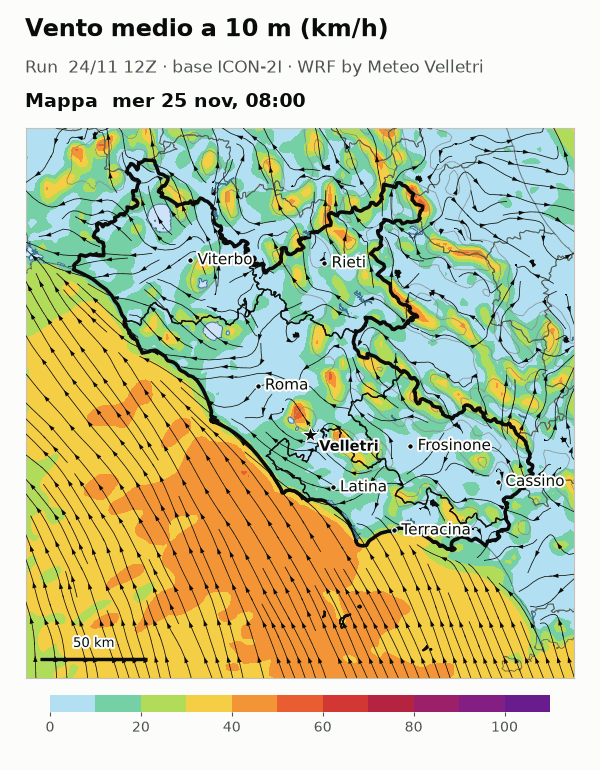 Vento medio a 10 m (km/h)
Run 24/11 12Z · base ICON-2I · WRF by Meteo Velletri
Mappa mer 25 nov, 08:00
Viterbo
Rieti
Roma
Velletri
Frosinone
Cassino
Latina
Terracina
50 km
0 20 40 60 80 100